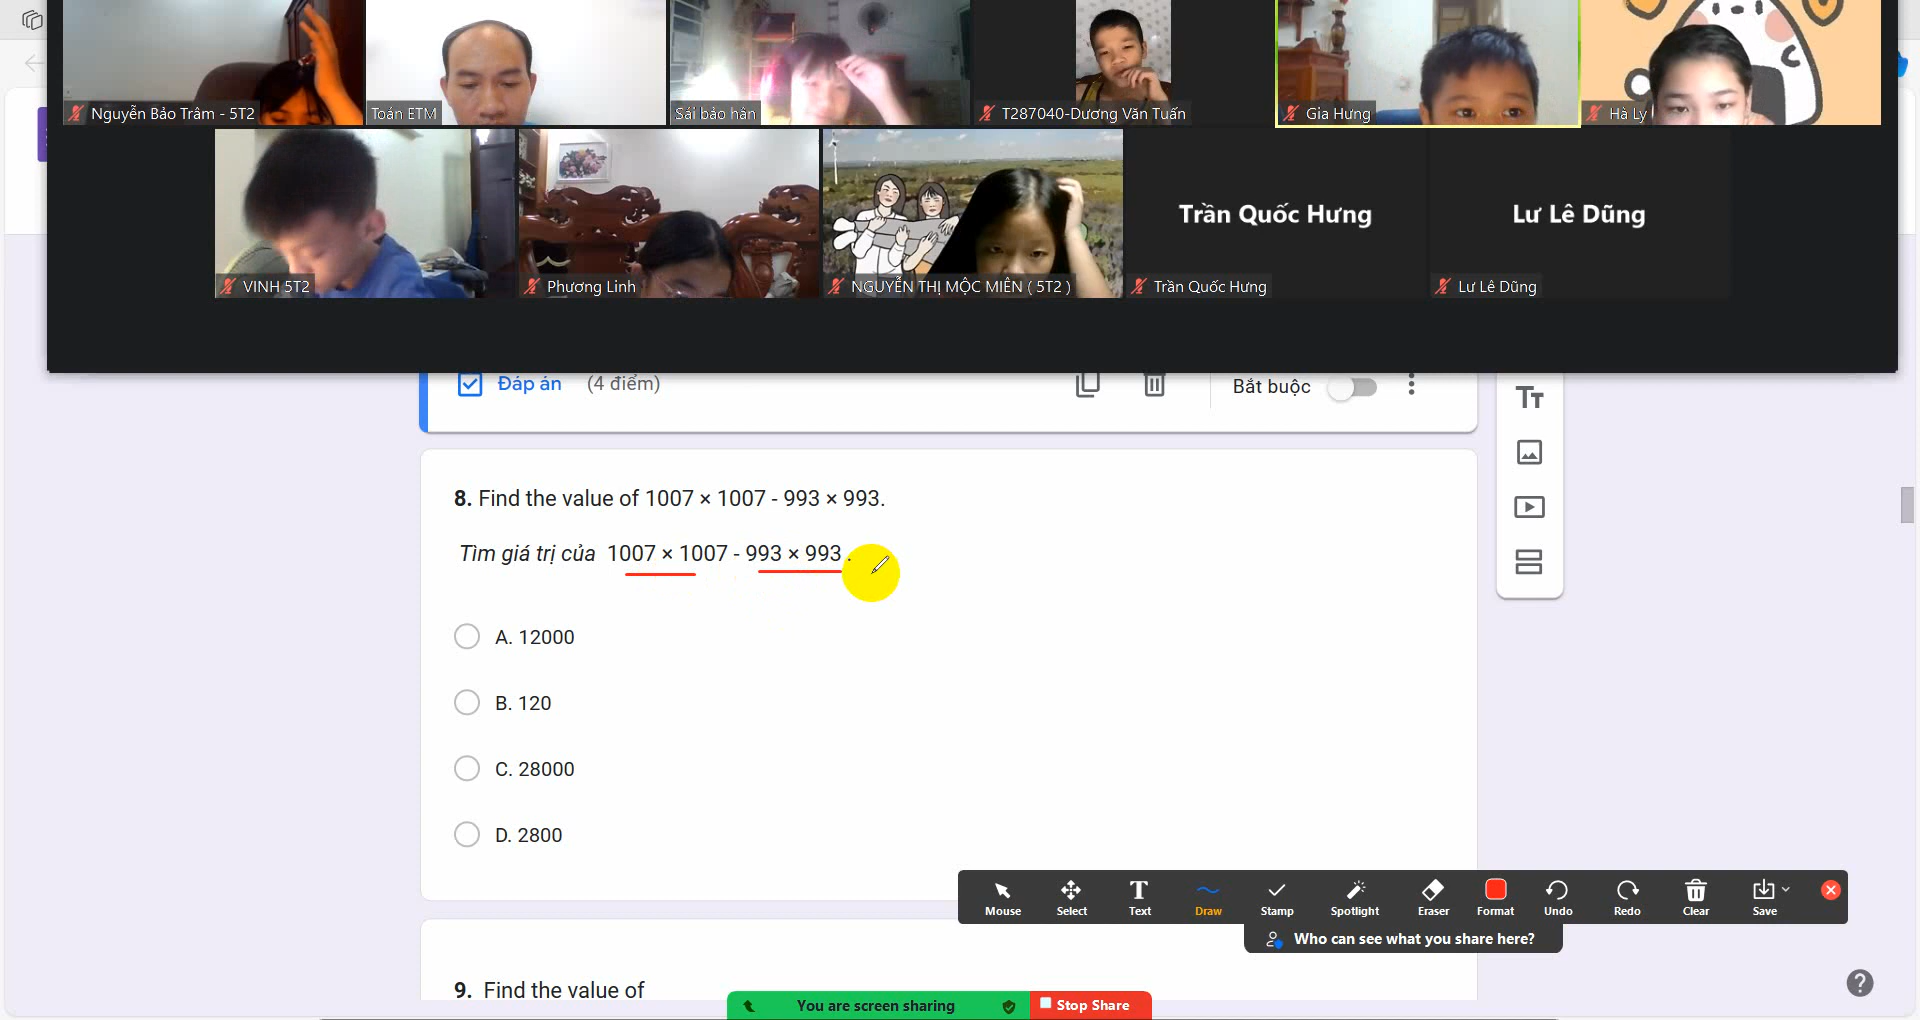 Nguyễn Bảo Trâm - 5T2
Toán ETM
Sái bảo hân
T287040-Dương Văn Tuấn
Gia Hưng
Hà Ly
VINH 5T2
Phương Linh
NGUYỄN THỊ MỘC MIÊN ( 5T2 )
Trần Quốc Hưng
Trần Quốc Hưng
Lư Lê Dũng
Lư Lê Dũng
Đáp án (4 điểm)
Bắt buộc
8. Find the value of 1007 × 1007 - 993 × 993.
Tìm giá trị của 1007 × 1007 - 993 × 993 .
A. 12000
B. 120
C. 28000
D. 2800
Mouse
Select
Text
Draw
Stamp
Spotlight
Eraser
Format
Undo
Redo
Clear
Save
Who can see what you share here?
9. Find the value of
You are screen sharing
Stop Share